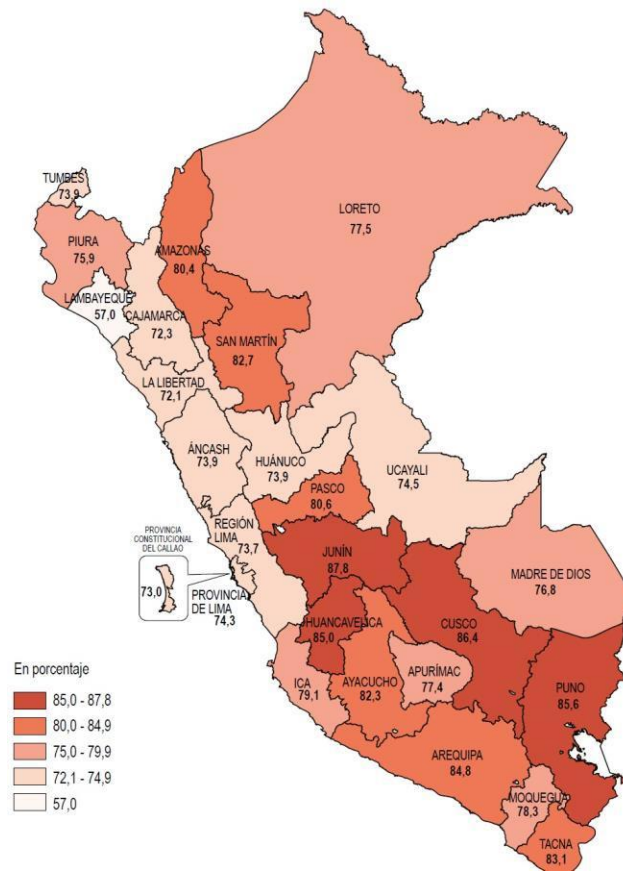 TUMBES
73,9
PIURA
75,9
LAMBAYEQUE
57,0
CAJAMARCA
72,3
AMAZONAS
80,4
LORETO
77,5
SAN MARTÍN
82,7
LA LIBERTAD
72,1
ÁNCASH
73,9
HUÁNUCO
73,9
UCAYALI
74,5
PASCO
80,6
REGIÓN
LIMA
73,7
PROVINCIA
CONSTITUCIONAL
DEL CALLAO
73,0
PROVINCIA
DE LIMA
74,3
JUNÍN
87,8
MADRE DE DIOS
76,8
HUANCAVELICA
85,0
CUSCO
86,4
ICA
79,1
AYACUCHO
82,3
APURÍMAC
77,4
PUNO
85,6
AREQUIPA
84,8
MOQUEGUA
78,3
TACNA
83,1
En porcentaje
85,0 - 87,8
80,0 - 84,9
75,0 - 79,9
72,1 - 74,9
57,0